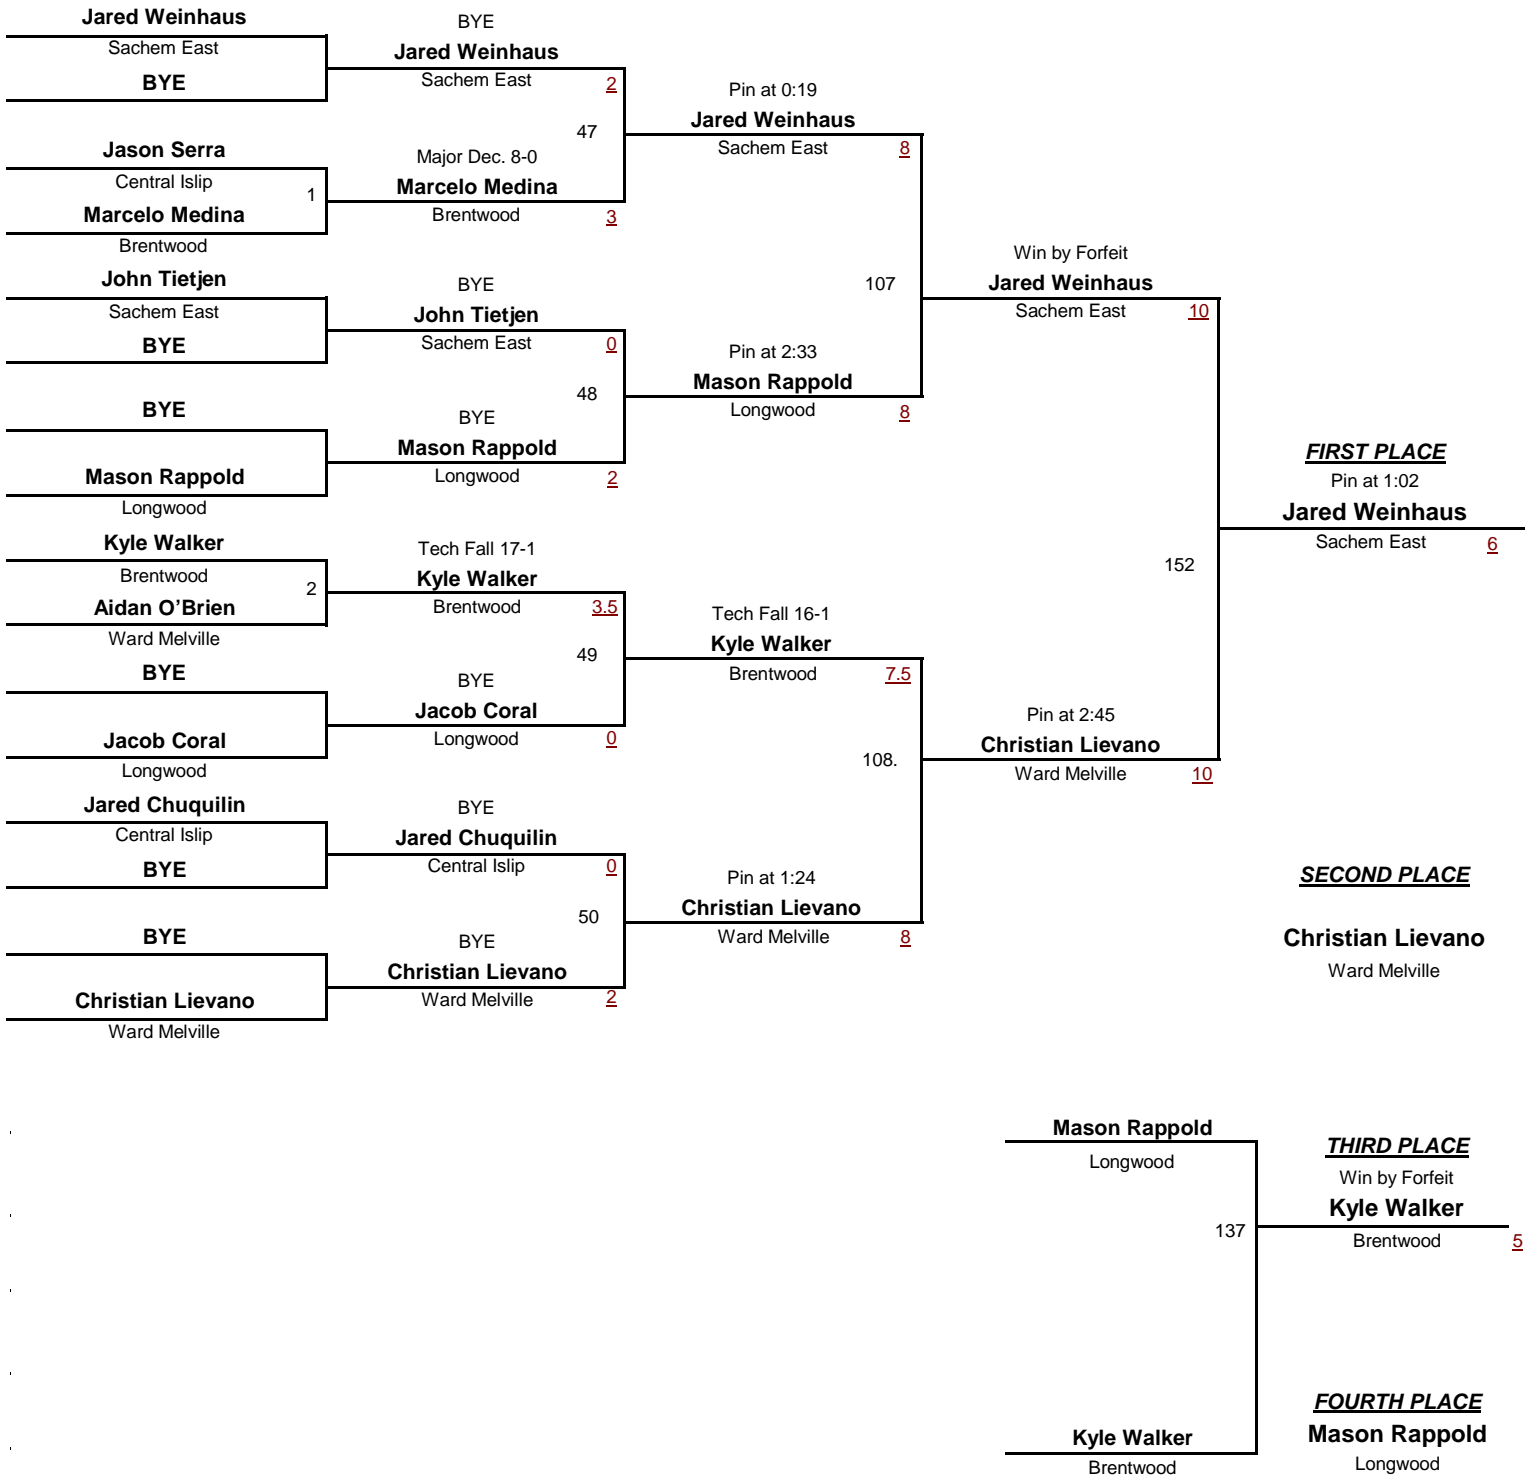 Jared Weinhaus
Sachem East
BYE
Jason Serra
Central Islip
1
Marcelo Medina
Brentwood
John Tietjen
Sachem East
BYE
BYE
Mason Rappold
Longwood
Kyle Walker
Brentwood
2
Aidan O’Brien
Ward Melville
BYE
Jacob Coral
Longwood
Jared Chuquilin
Central Islip
BYE
BYE
Christian Lievano
Ward Melville
BYE
Jared Weinhaus
Sachem East
2
47
Major Dec. 8-0
Marcelo Medina
Brentwood
3
BYE
John Tietjen
Sachem East
0
48
BYE
Mason Rappold
Longwood
2
Tech Fall 17-1
Kyle Walker
Brentwood
3.5
49
BYE
Jacob Coral
Longwood
0
BYE
Jared Chuquilin
Central Islip
0
50
BYE
Christian Lievano
Ward Melville
2
Pin at 0:19
Jared Weinhaus
Sachem East
8
107
Pin at 2:33
Mason Rappold
Longwood
8
Tech Fall 16-1
Kyle Walker
Brentwood
7.5
108.
Pin at 1:24
Christian Lievano
Ward Melville
8
Win by Forfeit
Jared Weinhaus
Sachem East
10
152
Pin at 2:45
Christian Lievano
Ward Melville
10
FIRST PLACE
Pin at 1:02
Jared Weinhaus
Sachem East
6
SECOND PLACE
Christian Lievano
Ward Melville
Mason Rappold
Longwood
137
Kyle Walker
Brentwood
THIRD PLACE
Win by Forfeit
Kyle Walker
Brentwood
5
FOURTH PLACE
Mason Rappold
Longwood